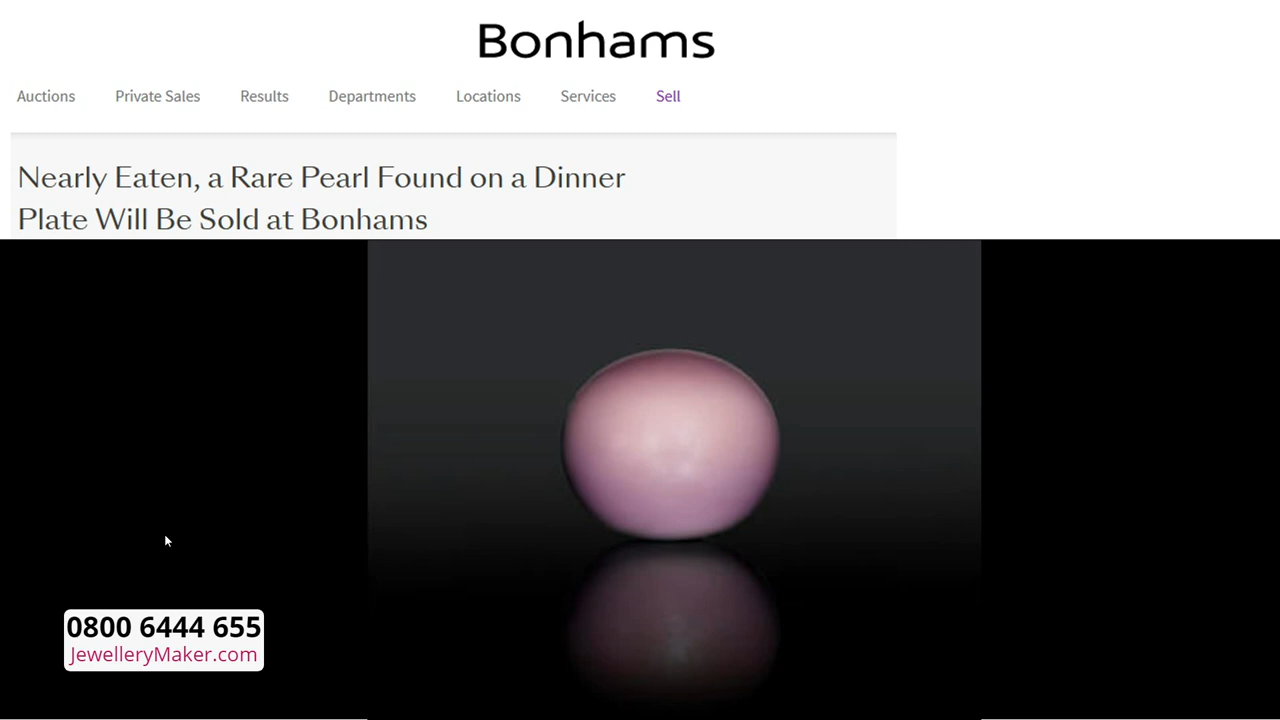 Bonhams
Auctions Private Sales Results Departments Locations Services Sell
Nearly Eaten, a Rare Pearl Found on a Dinner
Plate Will Be Sold at Bonhams
0800 6444 655
JewelleryMaker.com